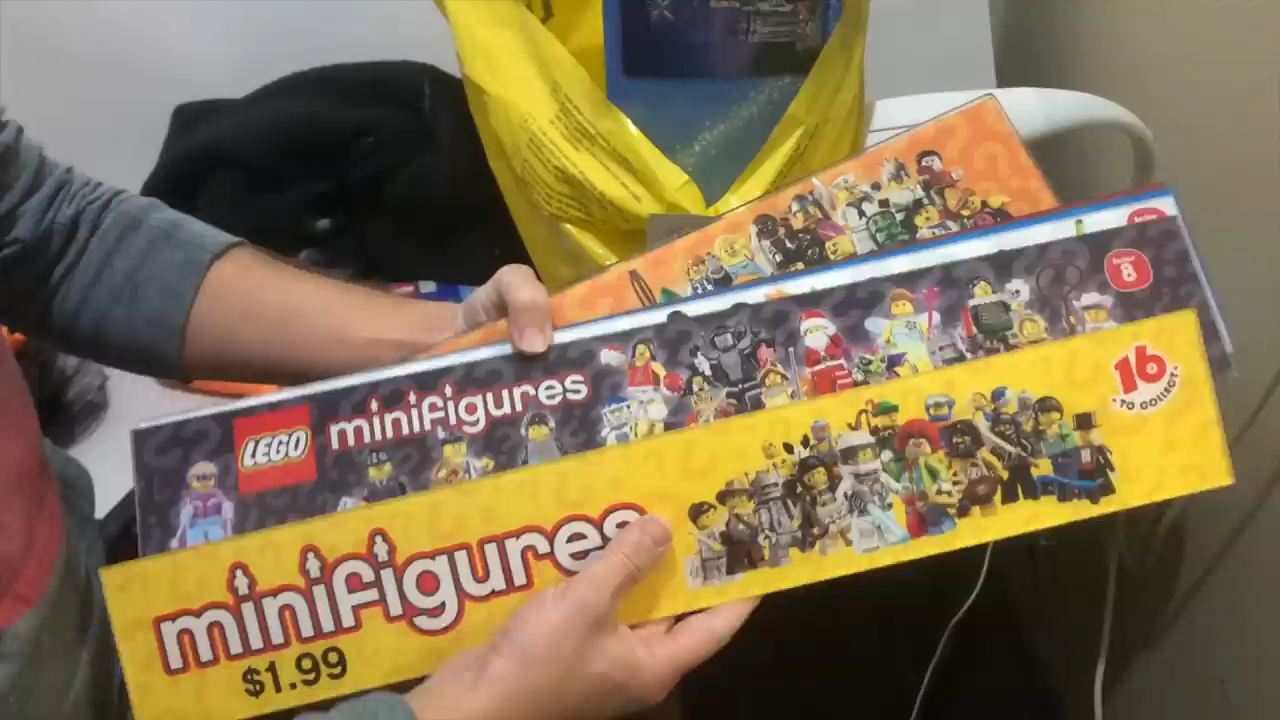 LEGO
minifigures
Series
8
minifigures
$1.99
16
TO COLLECT